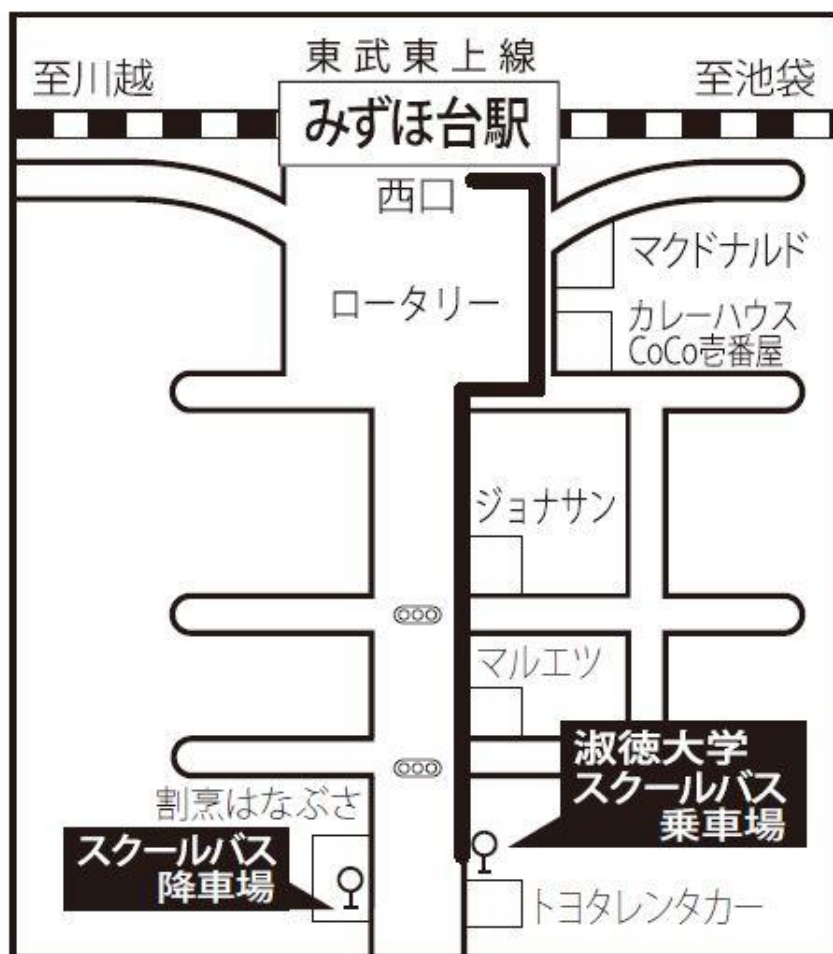 東武東上線
至川越
至池袋
みずほ台駅
西口
ロータリー
マクドナルド
カレーハウス
CoCo壱番屋
ジョナサン
マルエツ
淑徳大学
スクールバス
乗車場
割烹はなぶさ
スクールバス
降車場
トヨタレンタカー